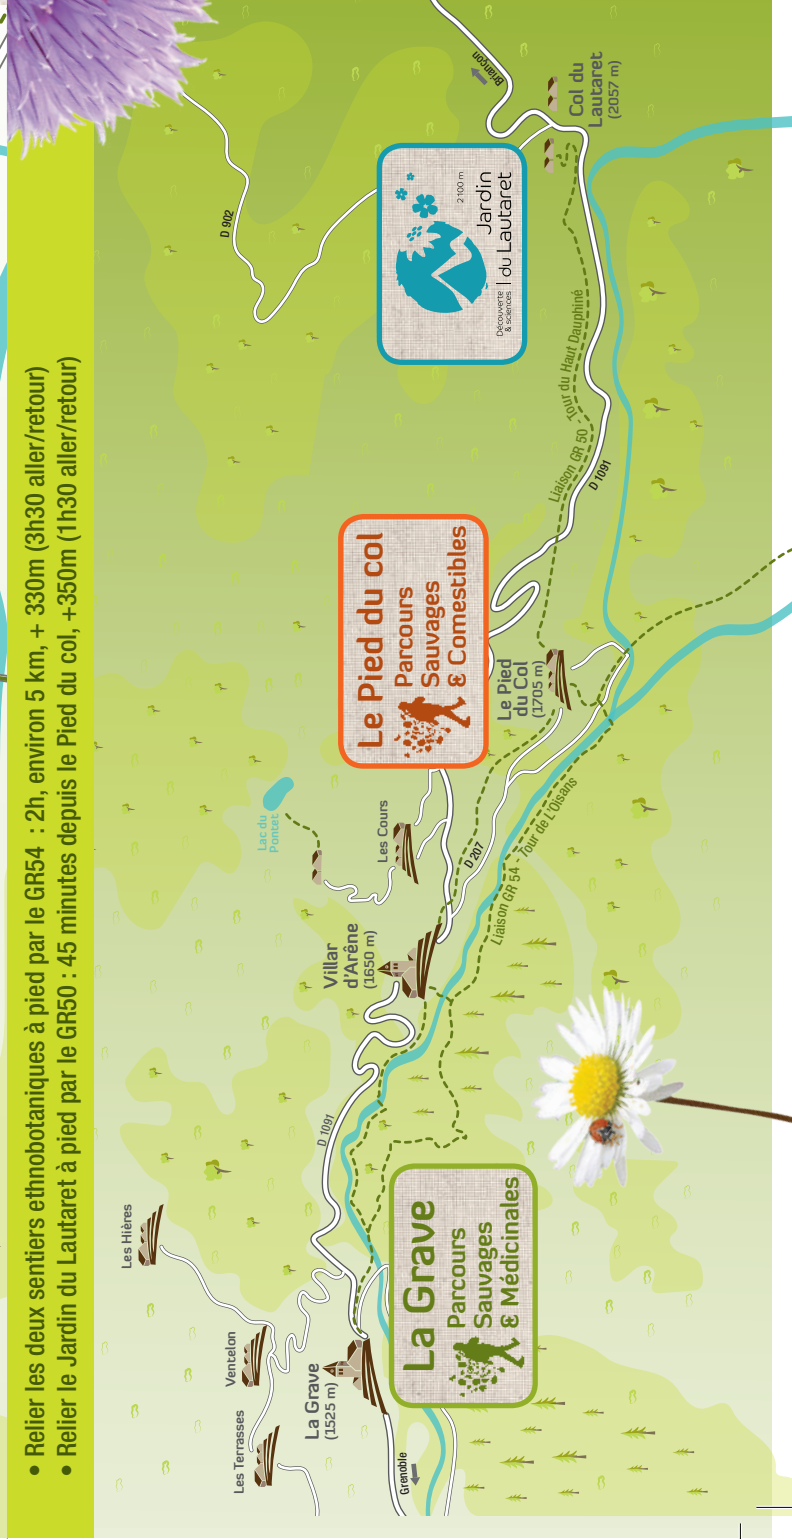 • Relier les deux sentiers ethnobotaniques à pied par le GR54 : 2h, environ 5 km, + 330m (3h30 aller/retour)
• Relier le Jardin du Lautaret à pied par le GR50 : 45 minutes depuis le Pied du col, +350m (1h30 aller/retour)
Les Hières
Ventelon
Les Terrasses
La Grave
(1525 m)
Grenoble
La Grave
Parcours
Sauvages
& Médicinales
D 1091
Villar
d'Arêne
(1650 m)
Lac du
Pontet
Les Cours
D 207
Liaison GR 54 - Tour de L'Oisans
Le Pied du col
Parcours
Sauvages
& Comestibles
Le Pied
du Col
(1705 m)
Liaison GR 50 - Tour du Haut Dauphiné
D 1091
D 902
2100 m
Jardin
Découverte
& sciences
du Lautaret
Briançon
Col du
Lautaret
(2057 m)